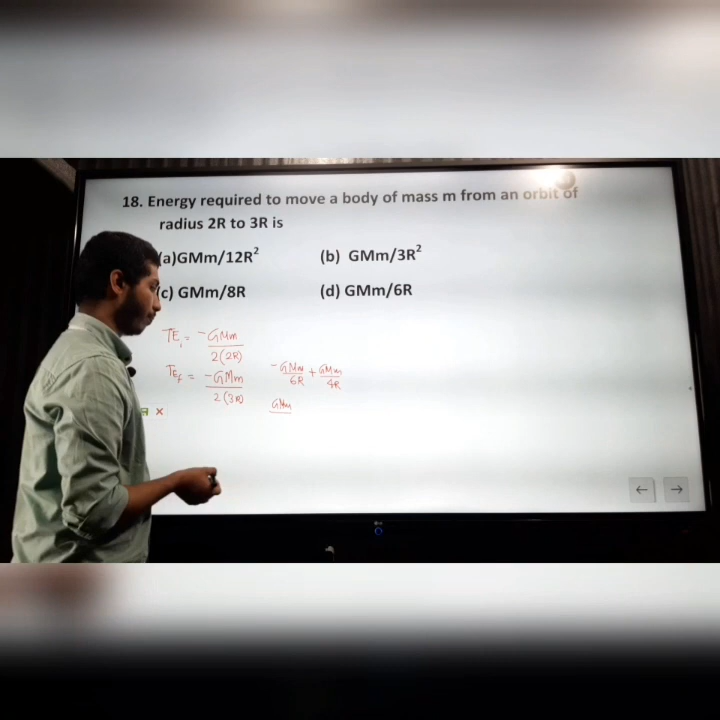 18. Energy required to move a body of mass m from an orbit of
radius 2R to 3R is
(a)GMm/12R² (b) GMm/3R²
(c) GMm/8R (d) GMm/6R
TEi = -GMm / 2(2R)
TEf = -GMm / 2(3R)
-GMm/6R + GMm/4R
GMm